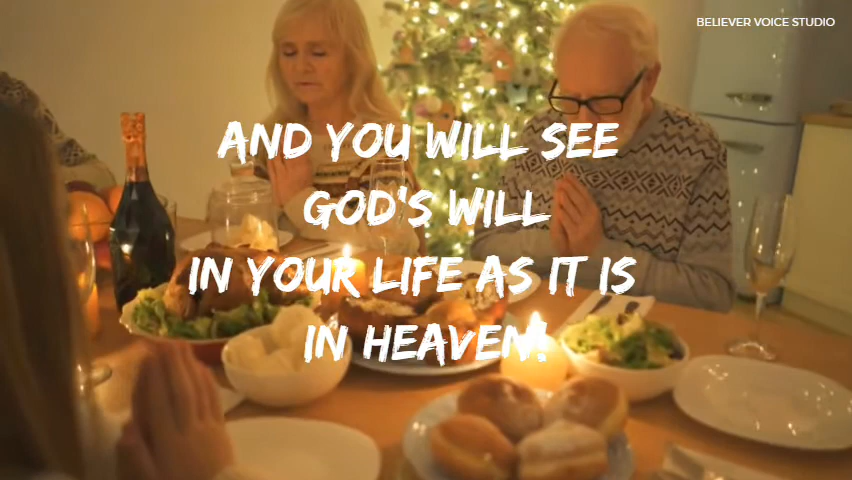 BELIEVER VOICE STUDIO
AND YOU WILL SEE
GOD'S WILL
IN YOUR LIFE AS IT IS
IN HEAVEN!